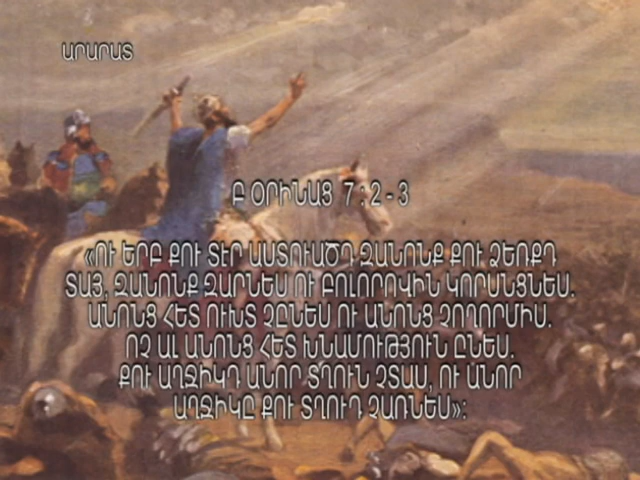 ԱՐԱՐԱՏ
Բ ՕՐԻՆԱՑ 7 : 2 - 3
«ՈՒ ԵՐԲ ՔՈՒ ՏԷՐ ԱՍՏՈՒԱԾԴ ԶԱՆՈՆՔ ՔՈՒ ՁԵՌՔԴ
ՏԱՅ, ԶԱՆՈՆՔ ԶԱՐՆԵՍ ՈՒ ԲՈԼՈՐՈՎԻՆ ԿՈՐՍՆՑՆԵՍ.
ԱՆՈՆՑ ՀԵՏ ՈՒԽՏ ՉԸՆԵՍ ՈՒ ԱՆՈՆՑ ՉՈՂՈՐՄԻՍ.
ՈՉ ԱԼ ԱՆՈՆՑ ՀԵՏ ԽՆԱՄՈՒԹՅՈՒՆ ԸՆԵՍ.
ՔՈՒ ԱՂՋԻԿԴ ԱՆՈՐ ՏՂՈՒՆ ՉՏԱՍ, ՈՒ ԱՆՈՐ
ԱՂՋԻԿԸ ՔՈՒ ՏՂՈՒԴ ՉԱՌՆԵՍ»: